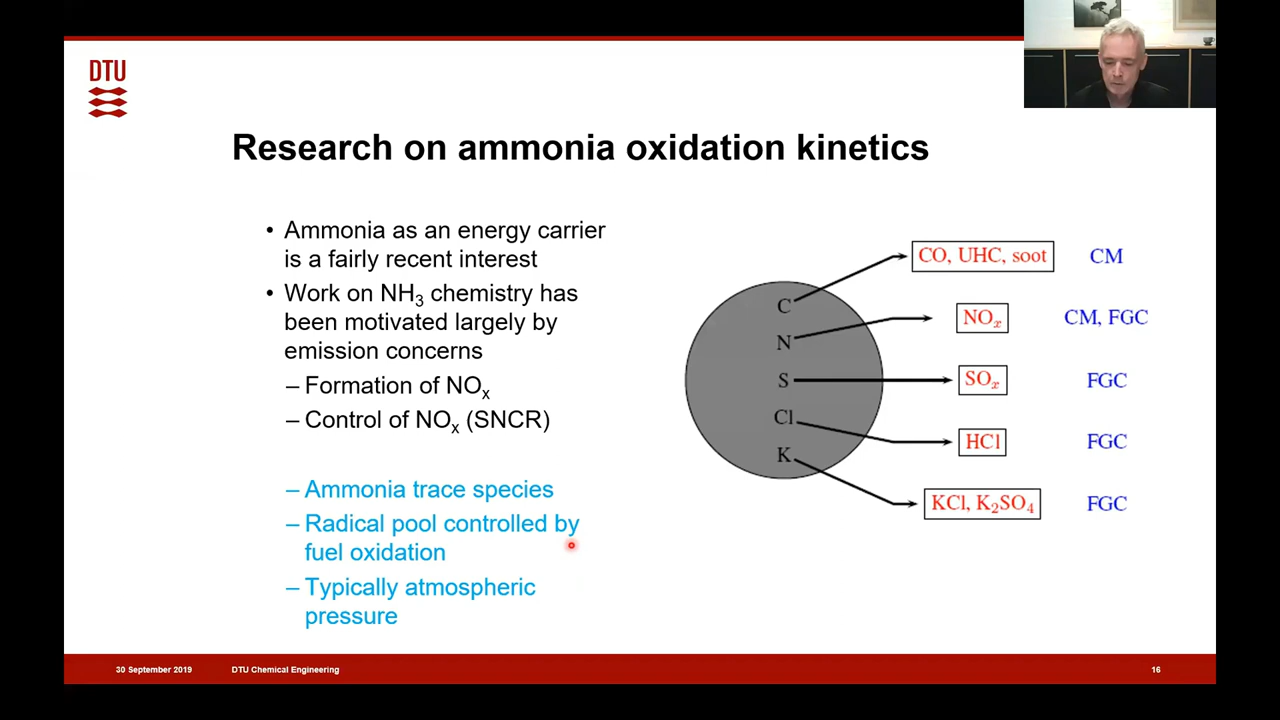 DTU
Research on ammonia oxidation kinetics
• Ammonia as an energy carrier
is a fairly recent interest
• Work on NH₃ chemistry has
been motivated largely by
emission concerns
– Formation of NOₓ
– Control of NOₓ (SNCR)
– Ammonia trace species
– Radical pool controlled by
fuel oxidation
– Typically atmospheric
pressure
C
CO, UHC, soot CM
N
NOₓ CM, FGC
S
SOₓ FGC
Cl
HCl FGC
K
KCl, K₂SO₄ FGC
30 September 2019 DTU Chemical Engineering 16